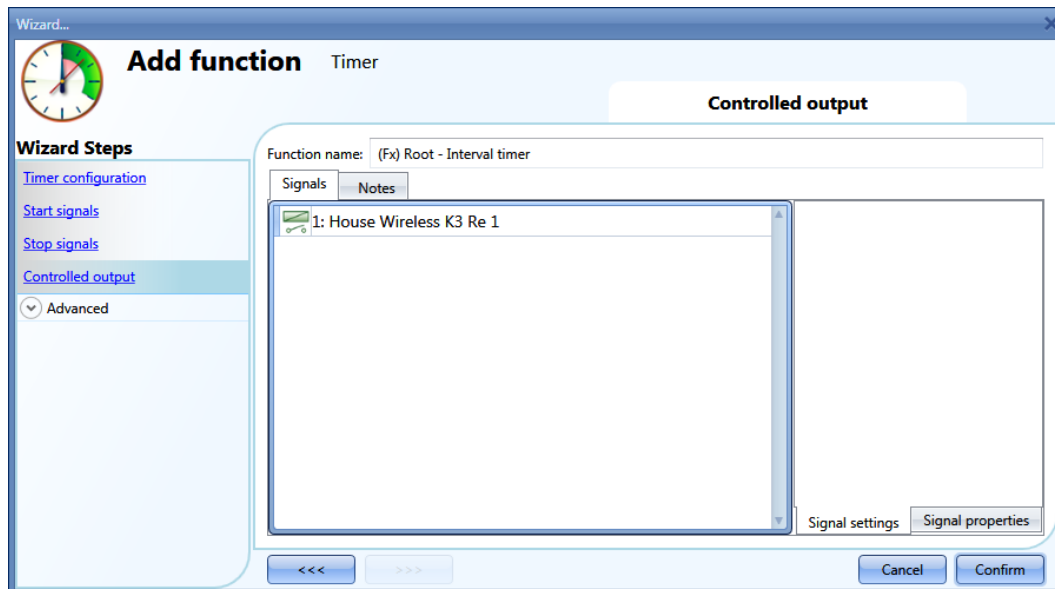 Wizard...
Add function Timer
Controlled output
Wizard Steps
Timer configuration
Start signals
Stop signals
Controlled output
Advanced
Function name: (Fx) Root - Interval timer
Signals Notes
1: House Wireless K3 Re 1
Signal settings Signal properties
<<< >>> Cancel Confirm